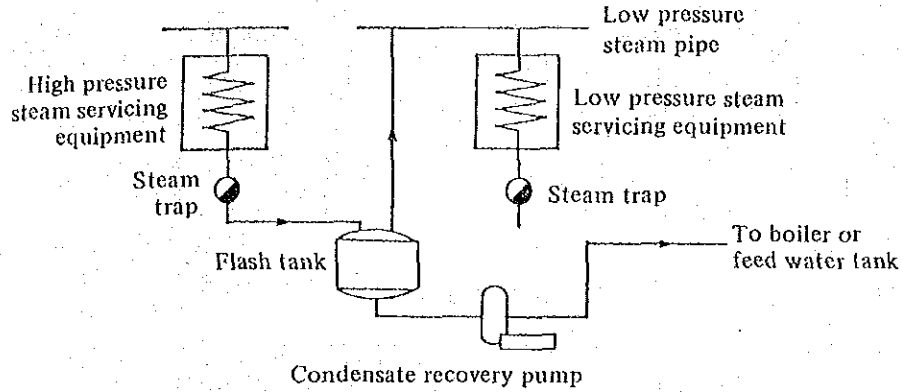 Low pressure
steam pipe
High pressure
steam servicing
equipment
Low pressure steam
servicing equipment
Steam
trap
Steam trap
Flash tank
To boiler or
feed water tank
Condensate recovery pump